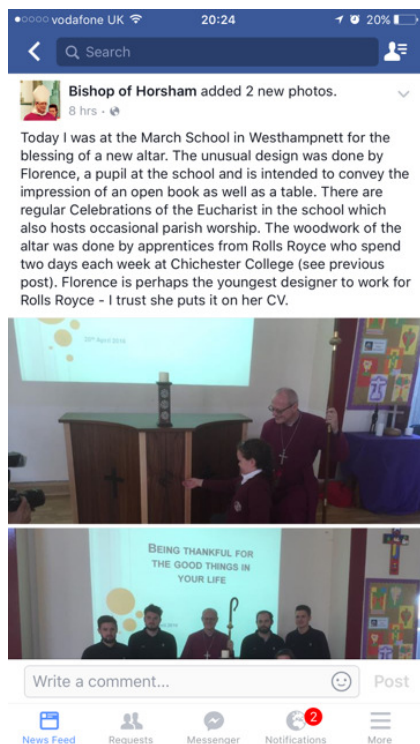 vodafone UK 20:24 20%
Search
Bishop of Horsham added 2 new photos.
8 hrs
Today I was at the March School in Westhampnett for the
blessing of a new altar. The unusual design was done by
Florence, a pupil at the school and is intended to convey the
impression of an open book as well as a table. There are
regular Celebrations of the Eucharist in the school which
also hosts occasional parish worship. The woodwork of the
altar was done by apprentices from Rolls Royce who spend
two days each week at Chichester College (see previous
post). Florence is perhaps the youngest designer to work for
Rolls Royce - I trust she puts it on her CV.
April 2016
BEING THANKFUL FOR
THE GOOD THINGS IN
YOUR LIFE
Write a comment...
Post
2
News Feed Requests Messenger Notifications More